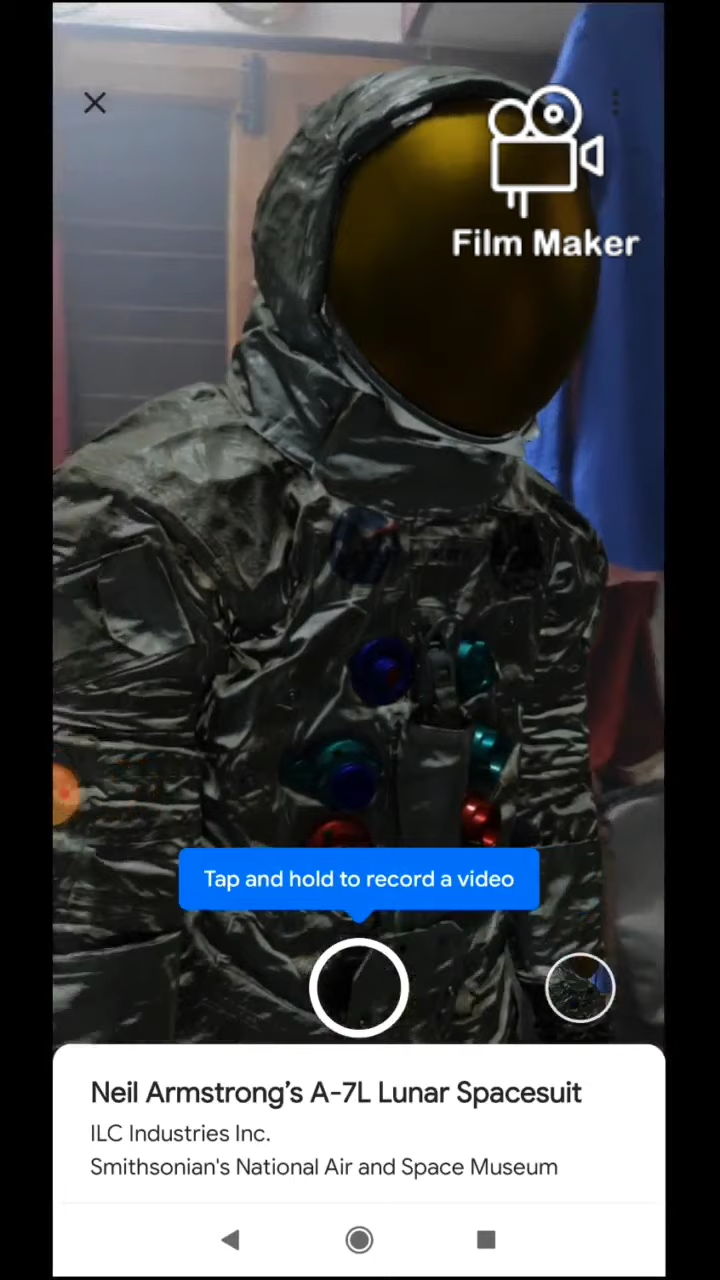 Film Maker
Tap and hold to record a video
Neil Armstrong’s A-7L Lunar Spacesuit
ILC Industries Inc.
Smithsonian's National Air and Space Museum